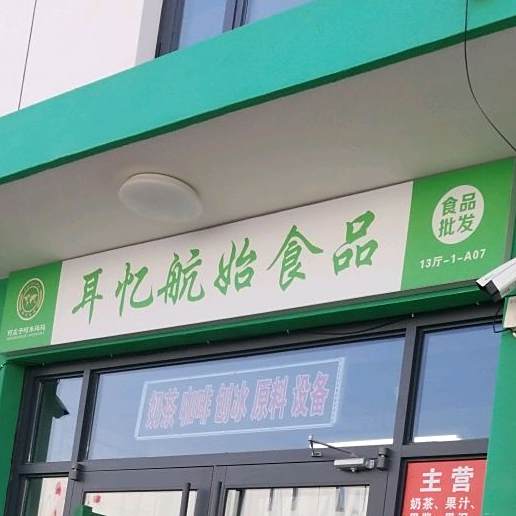 耳忆航始食品
食品
批发
13厅-1-A07
奶茶 咖啡 刨冰 原料 设备
主营
奶茶、果汁、